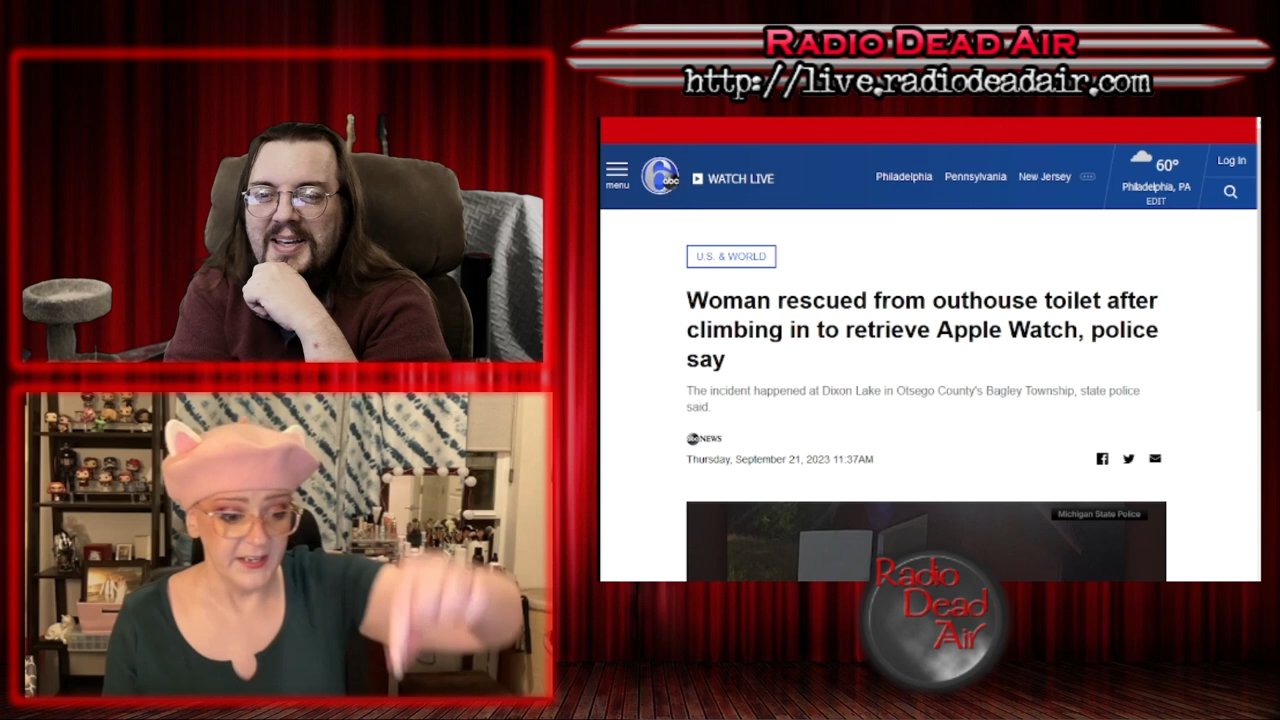 Radio Dead Air
http://live.radiodeadair.com
menu
6abc
WATCH LIVE
Philadelphia
Pennsylvania
New Jersey
60°
Philadelphia, PA
EDIT
Log In
U.S. & WORLD
Woman rescued from outhouse toilet after
climbing in to retrieve Apple Watch, police
say
The incident happened at Dixon Lake in Otsego County's Bagley Township, state police
said.
abc NEWS
Thursday, September 21, 2023 11:37AM
Michigan State Police
Radio
Dead
Air